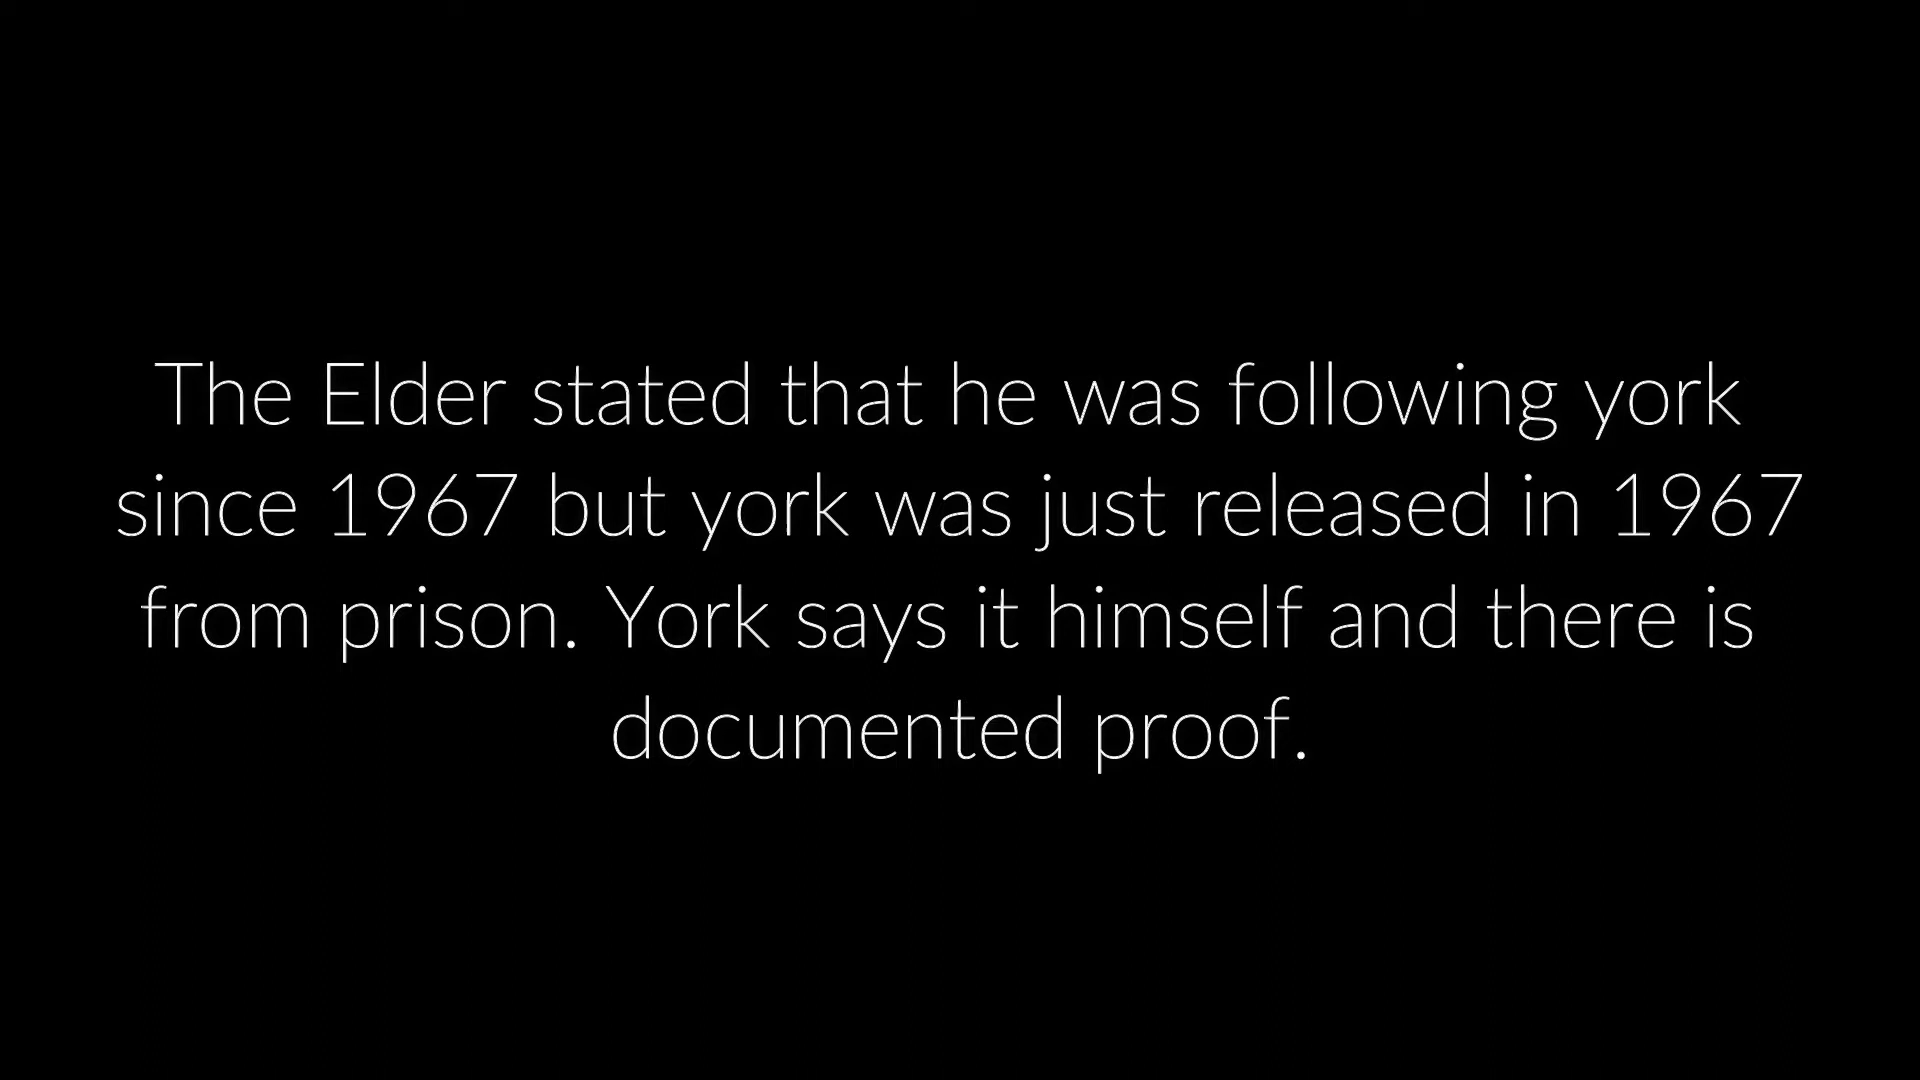 The Elder stated that he was following york
since 1967 but york was just released in 1967
from prison. York says it himself and there is
documented proof.